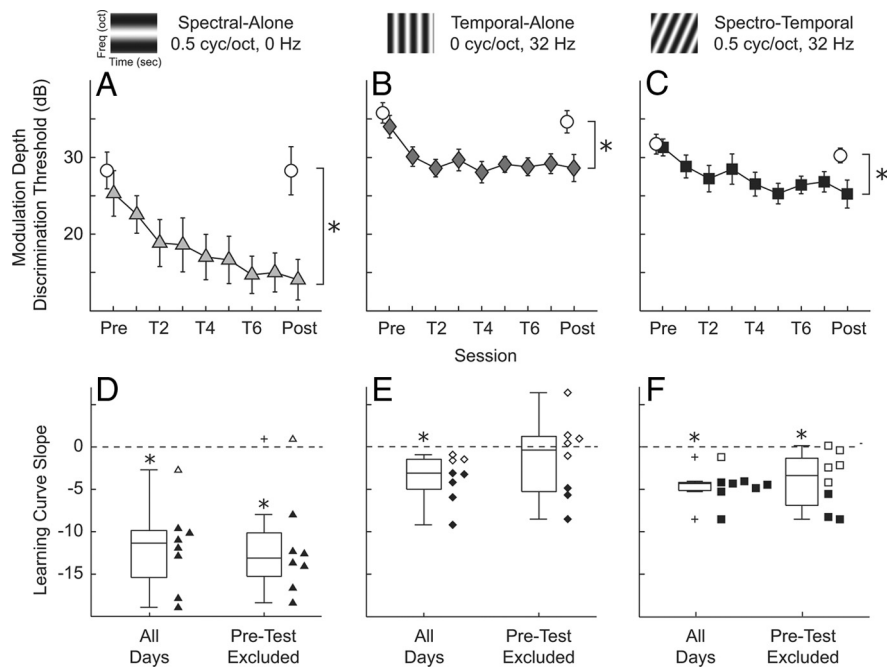 Freq (oct)
Time (sec)
Spectral-Alone
0.5 cyc/oct, 0 Hz
Temporal-Alone
0 cyc/oct, 32 Hz
Spectro-Temporal
0.5 cyc/oct, 32 Hz
A
B
C
Modulation Depth
Discrimination Threshold (dB)
30
20
*
*
*
Pre T2 T4 T6 Post
Pre T2 T4 T6 Post
Pre T2 T4 T6 Post
Session
D
E
F
Learning Curve Slope
0
-5
-10
-15
*
*
*
*
*
All
Days
Pre-Test
Excluded
All
Days
Pre-Test
Excluded
All
Days
Pre-Test
Excluded